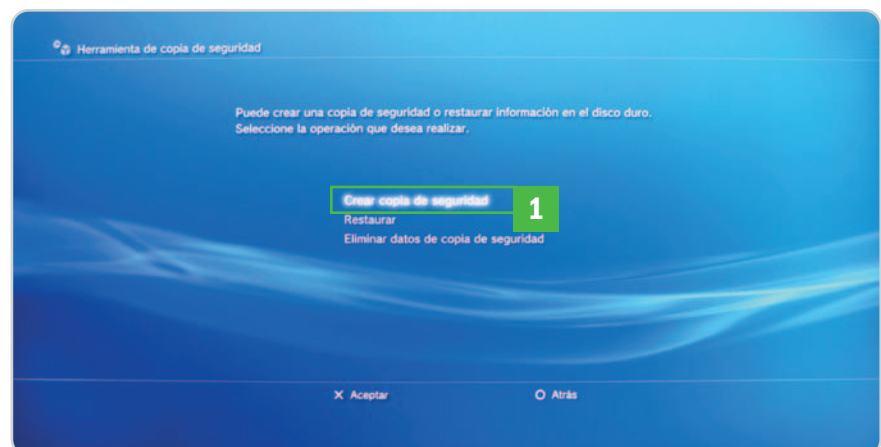 Herramienta de copia de seguridad
Puede crear una copia de seguridad o restaurar información en el disco duro.
Seleccione la operación que desea realizar.
Crear copia de seguridad
1
Restaurar
Eliminar datos de copia de seguridad
X Aceptar
O Atrás